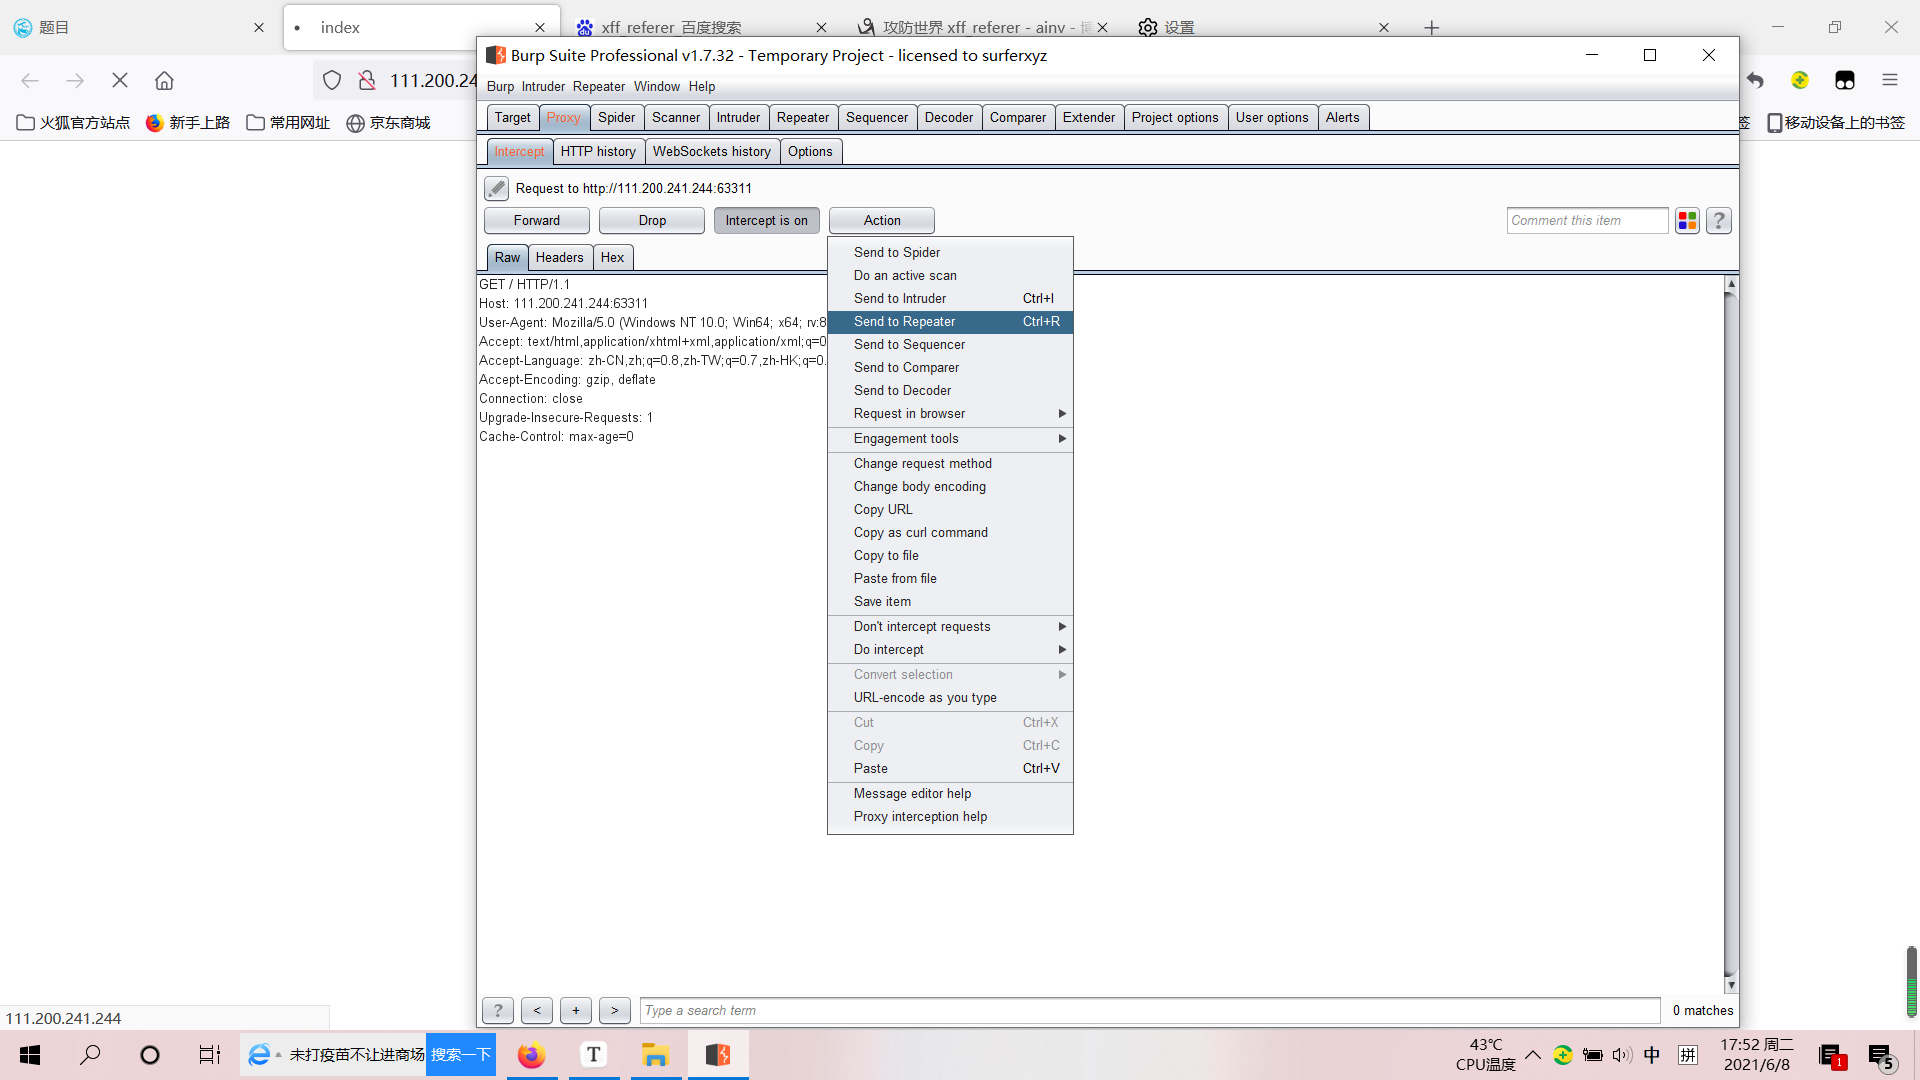 题目
index
xff_referer_百度搜索
攻防世界 xff_referer - ainv - 博
设置
111.200.24
火狐官方站点
新手上路
常用网址
京东商城
签
移动设备上的书签
Burp Suite Professional v1.7.32 - Temporary Project - licensed to surferxyz
Burp Intruder Repeater Window Help
Target Proxy Spider Scanner Intruder Repeater Sequencer Decoder Comparer Extender Project options User options Alerts
Intercept HTTP history WebSockets history Options
Request to http://111.200.241.244:63311
Forward Drop Intercept is on Action Comment this item ?
Raw Headers Hex
GET / HTTP/1.1
Host: 111.200.241.244:63311
User-Agent: Mozilla/5.0 (Windows NT 10.0; Win64; x64; rv:8
Accept: text/html,application/xhtml+xml,application/xml;q=0
Accept-Language: zh-CN,zh;q=0.8,zh-TW;q=0.7,zh-HK;q=0.
Accept-Encoding: gzip, deflate
Connection: close
Upgrade-Insecure-Requests: 1
Cache-Control: max-age=0
Send to Spider
Do an active scan
Send to Intruder Ctrl+I
Send to Repeater Ctrl+R
Send to Sequencer
Send to Comparer
Send to Decoder
Request in browser
Engagement tools
Change request method
Change body encoding
Copy URL
Copy as curl command
Copy to file
Paste from file
Save item
Don't intercept requests
Do intercept
Convert selection
URL-encode as you type
Cut Ctrl+X
Copy Ctrl+C
Paste Ctrl+V
Message editor help
Proxy interception help
? < + > Type a search term 0 matches
111.200.241.244
未打疫苗不让进商场 搜索一下
T
43℃
CPU温度
中
拼
17:52 周二
2021/6/8
1
5